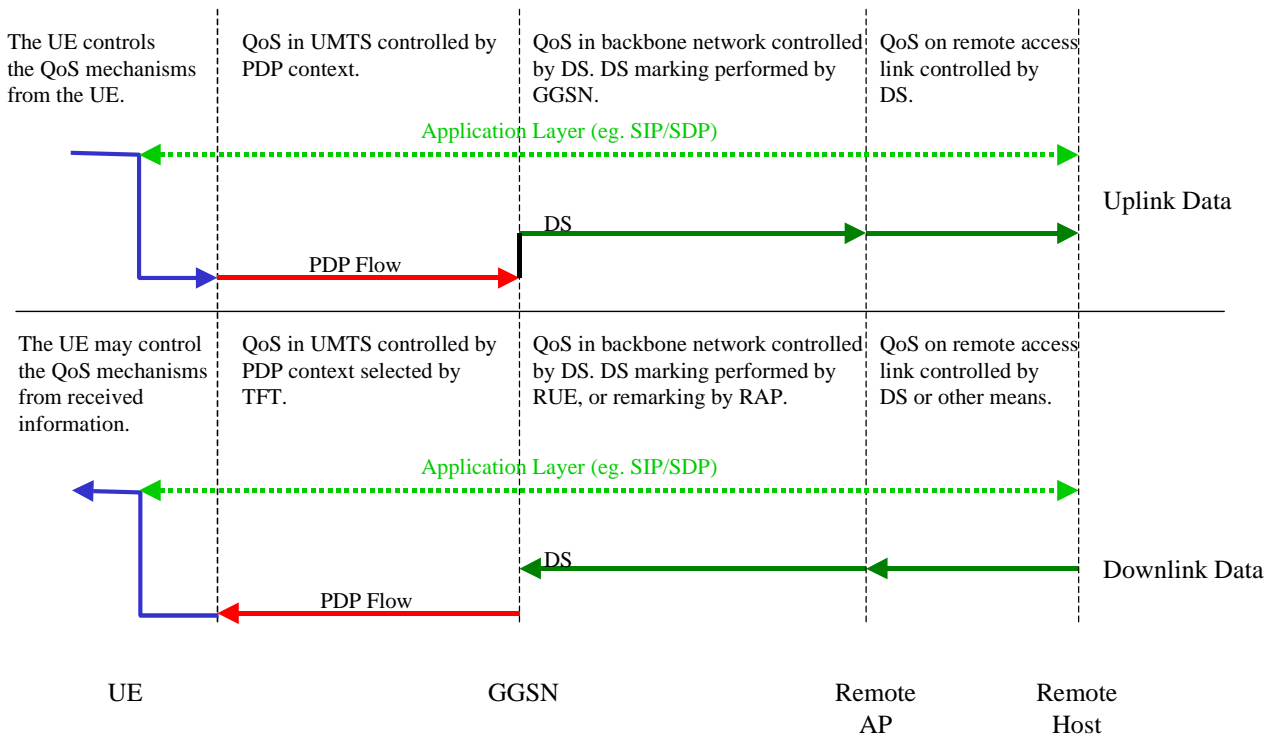 The UE controls
the QoS mechanisms
from the UE.
QoS in UMTS controlled by
PDP context.
QoS in backbone network controlled
by DS. DS marking performed by
GGSN.
QoS on remote access
link controlled by
DS.
Application Layer (eg. SIP/SDP)
Uplink Data
DS
PDP Flow
The UE may control
the QoS mechanisms
from received
information.
QoS in UMTS controlled by
PDP context selected by
TFT.
QoS in backbone network controlled
by DS. DS marking performed by
RUE, or remarking by RAP.
QoS on remote access
link controlled by
DS or other means.
Application Layer (eg. SIP/SDP)
DS
Downlink Data
PDP Flow
UE
GGSN
Remote
AP
Remote
Host